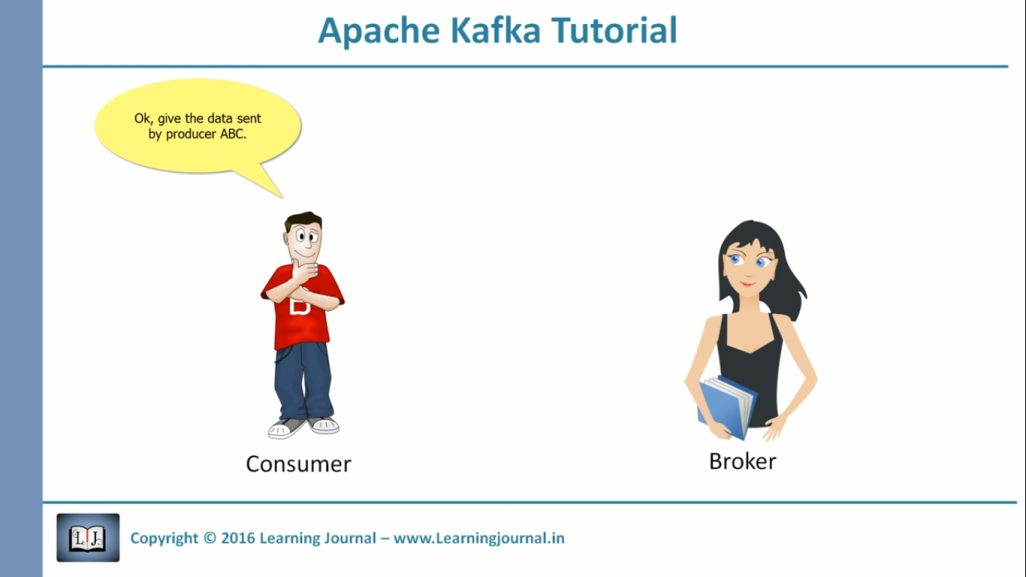 Apache Kafka Tutorial
Ok, give the data sent
by producer ABC.
B
Consumer
Broker
L J
Copyright © 2016 Learning Journal – www.Learningjournal.in